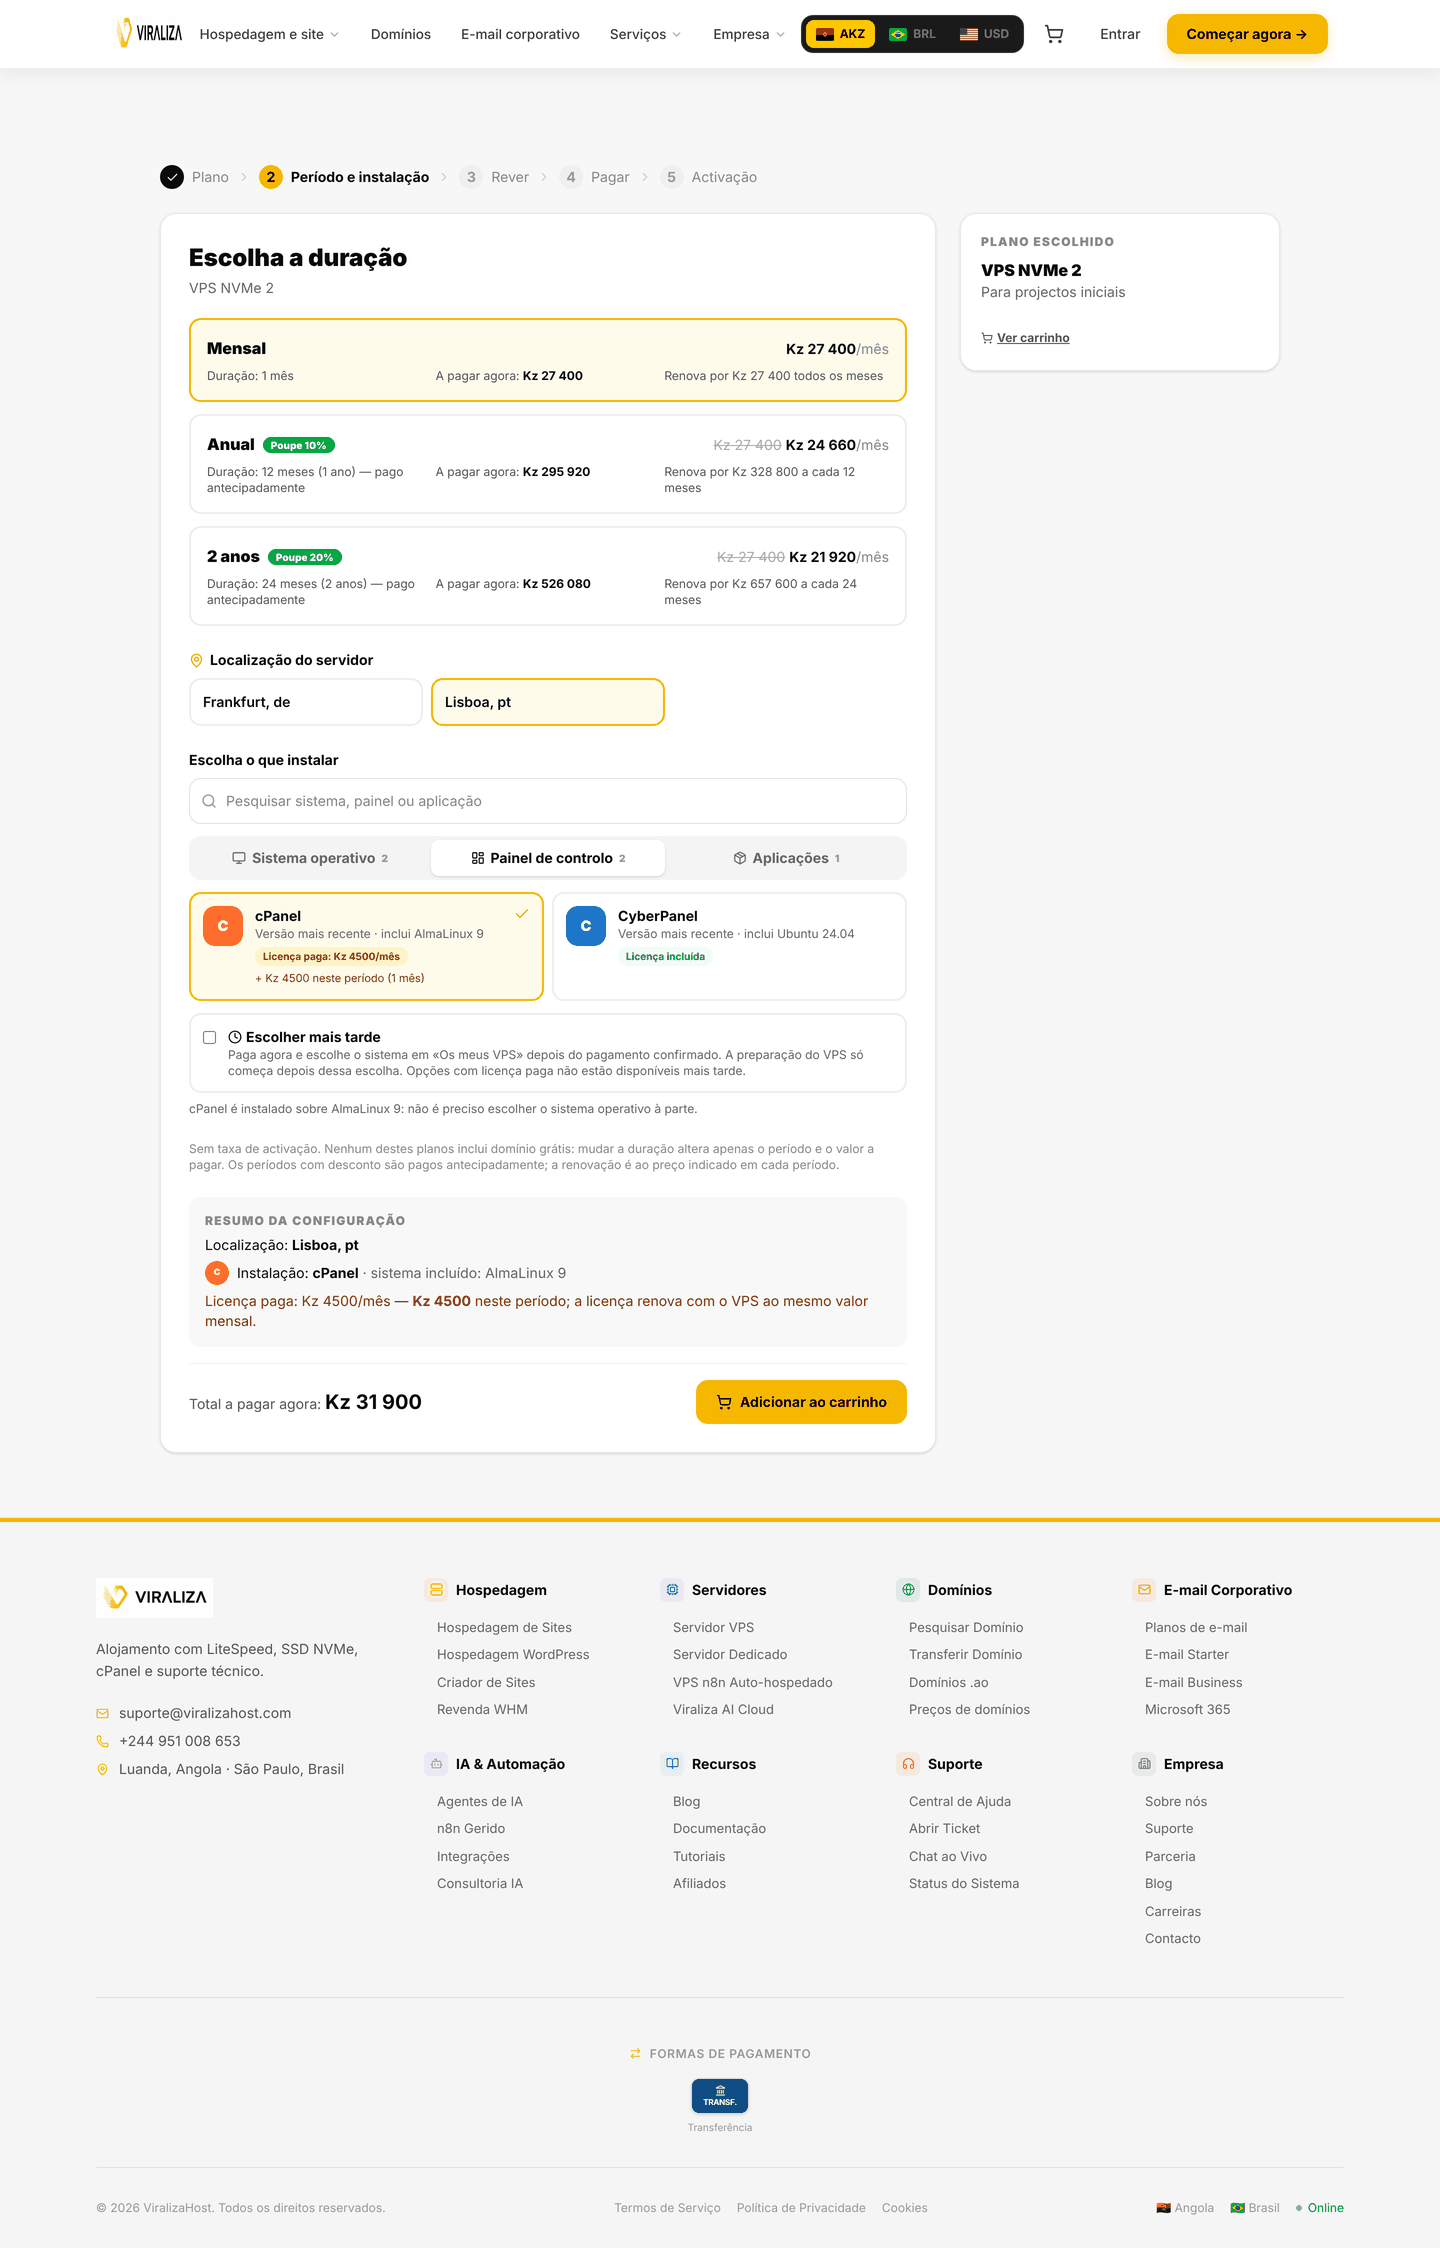 VIRALIZA
Hospedagem e site
Domínios
E-mail corporativo
Serviços
Empresa
AKZ
BRL
USD
Entrar
Começar agora →
Plano
2 Período e instalação
3 Rever
4 Pagar
5 Activação
Escolha a duração
VPS NVMe 2
Mensal
Kz 27 400/mês
Duração: 1 mês
A pagar agora: Kz 27 400
Renova por Kz 27 400 todos os meses
Anual Poupe 10%
Kz 27 400 Kz 24 660/mês
Duração: 12 meses (1 ano) — pago
antecipadamente
A pagar agora: Kz 295 920
Renova por Kz 328 800 a cada 12
meses
2 anos Poupe 20%
Kz 27 400 Kz 21 920/mês
Duração: 24 meses (2 anos) — pago
antecipadamente
A pagar agora: Kz 526 080
Renova por Kz 657 600 a cada 24
meses
Localização do servidor
Frankfurt, de
Lisboa, pt
Escolha o que instalar
Pesquisar sistema, painel ou aplicação
Sistema operativo 2
Painel de controlo 2
Aplicações 1
C
cPanel
Versão mais recente · inclui AlmaLinux 9
Licença paga: Kz 4500/mês
+ Kz 4500 neste período (1 mês)
C
CyberPanel
Versão mais recente · inclui Ubuntu 24.04
Licença incluída
Escolher mais tarde
Paga agora e escolhe o sistema em «Os meus VPS» depois do pagamento confirmado. A preparação do VPS só
começa depois dessa escolha. Opções com licença paga não estão disponíveis mais tarde.
cPanel é instalado sobre AlmaLinux 9: não é preciso escolher o sistema operativo à parte.
Sem taxa de activação. Nenhum destes planos inclui domínio grátis: mudar a duração altera apenas o período e o valor a
pagar. Os períodos com desconto são pagos antecipadamente; a renovação é ao preço indicado em cada período.
RESUMO DA CONFIGURAÇÃO
Localização: Lisboa, pt
C Instalação: cPanel · sistema incluído: AlmaLinux 9
Licença paga: Kz 4500/mês — Kz 4500 neste período; a licença renova com o VPS ao mesmo valor
mensal.
Total a pagar agora: Kz 31 900
Adicionar ao carrinho
PLANO ESCOLHIDO
VPS NVMe 2
Para projectos iniciais
Ver carrinho
VIRALIZA
Alojamento com LiteSpeed, SSD NVMe,
cPanel e suporte técnico.
suporte@viralizahost.com
+244 951 008 653
Luanda, Angola · São Paulo, Brasil
Hospedagem
Hospedagem de Sites
Hospedagem WordPress
Criador de Sites
Revenda WHM
Servidores
Servidor VPS
Servidor Dedicado
VPS n8n Auto-hospedado
Viraliza AI Cloud
Domínios
Pesquisar Domínio
Transferir Domínio
Domínios .ao
Preços de domínios
E-mail Corporativo
Planos de e-mail
E-mail Starter
E-mail Business
Microsoft 365
IA & Automação
Agentes de IA
n8n Gerido
Integrações
Consultoria IA
Recursos
Blog
Documentação
Tutoriais
Afiliados
Suporte
Central de Ajuda
Abrir Ticket
Chat ao Vivo
Status do Sistema
Empresa
Sobre nós
Suporte
Parceria
Blog
Carreiras
Contacto
FORMAS DE PAGAMENTO
TRANSF.
Transferência
© 2026 ViralizaHost. Todos os direitos reservados.
Termos de Serviço
Política de Privacidade
Cookies
Angola
Brasil
Online